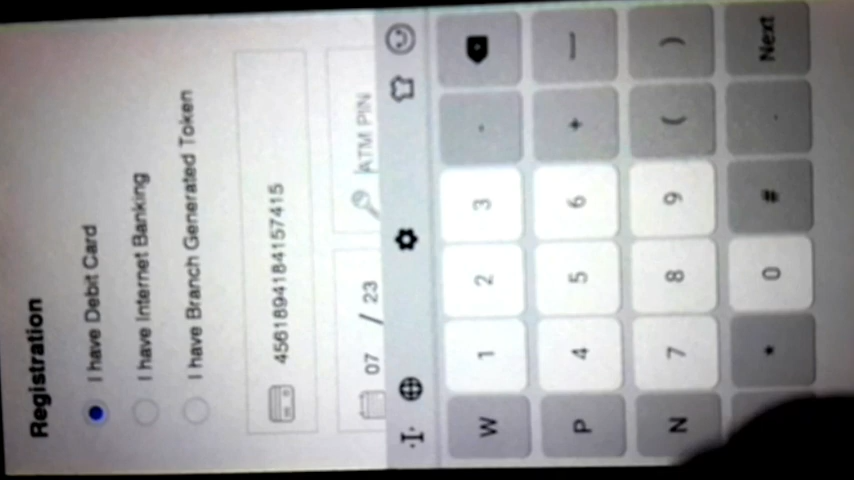 Registration
I have Debit Card
I have Internet Banking
I have Branch Generated Token
4561894184157415
07 / 23 ATM PIN
W 1 2 3 -
P 4 5 6 + —
N 7 8 9 ( )
* 0 # . Next